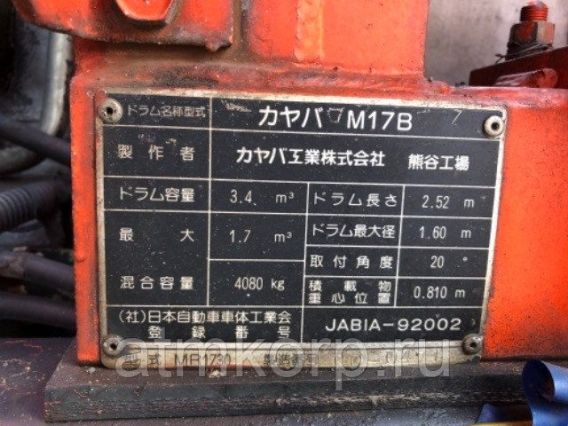 ドラム名称型式 カヤバ M17B
製作者 カヤバ工業株式会社 熊谷工場
ドラム容量 3.4 m³ ドラム長さ 2.52 m
最大 1.7 m³ ドラム最大径 1.60 m
混合容量 4080 kg 取付角度 20°
積載物重心位置 0.810 m
(社)日本自動車車体工業会
登録番号 JABIA-92002
型式 MR1730
atmkorp.ru